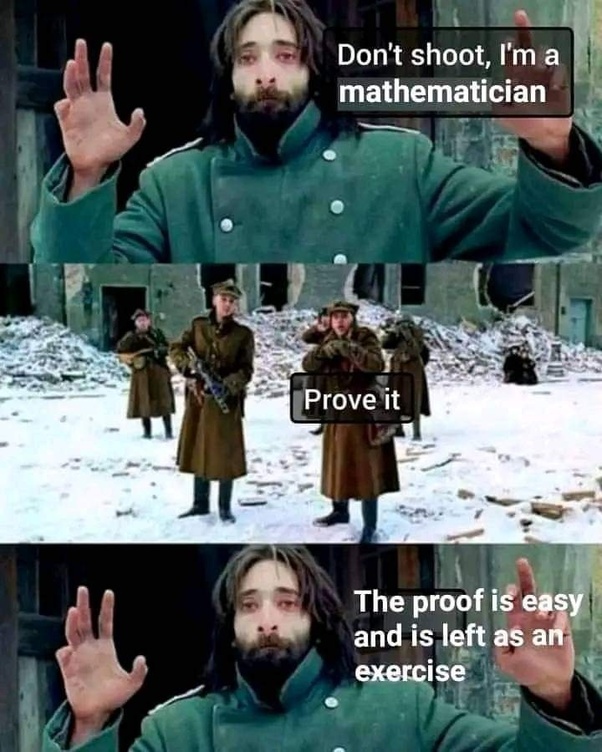 Don't shoot, I'm a
mathematician
Prove it
The proof is easy
and is left as an
exercise